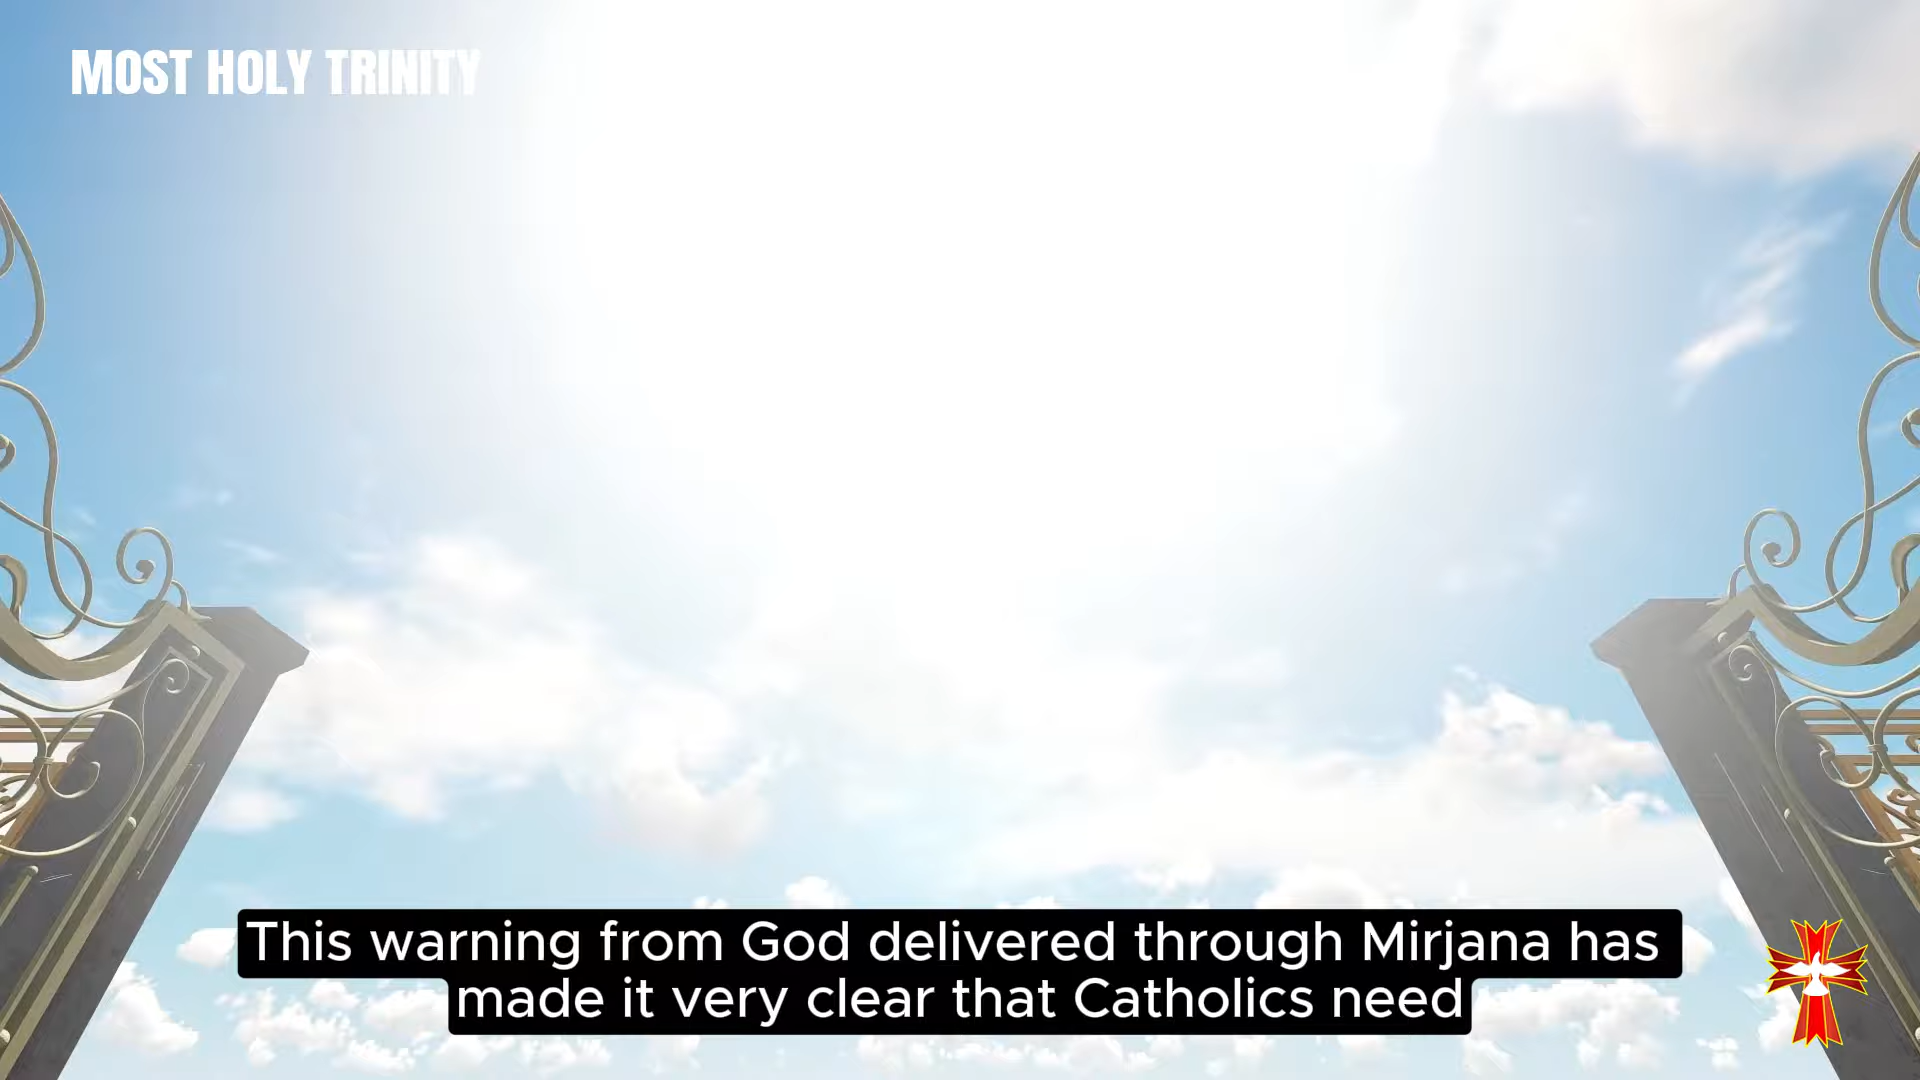 MOST HOLY TRINITY
This warning from God delivered through Mirjana has
made it very clear that Catholics need